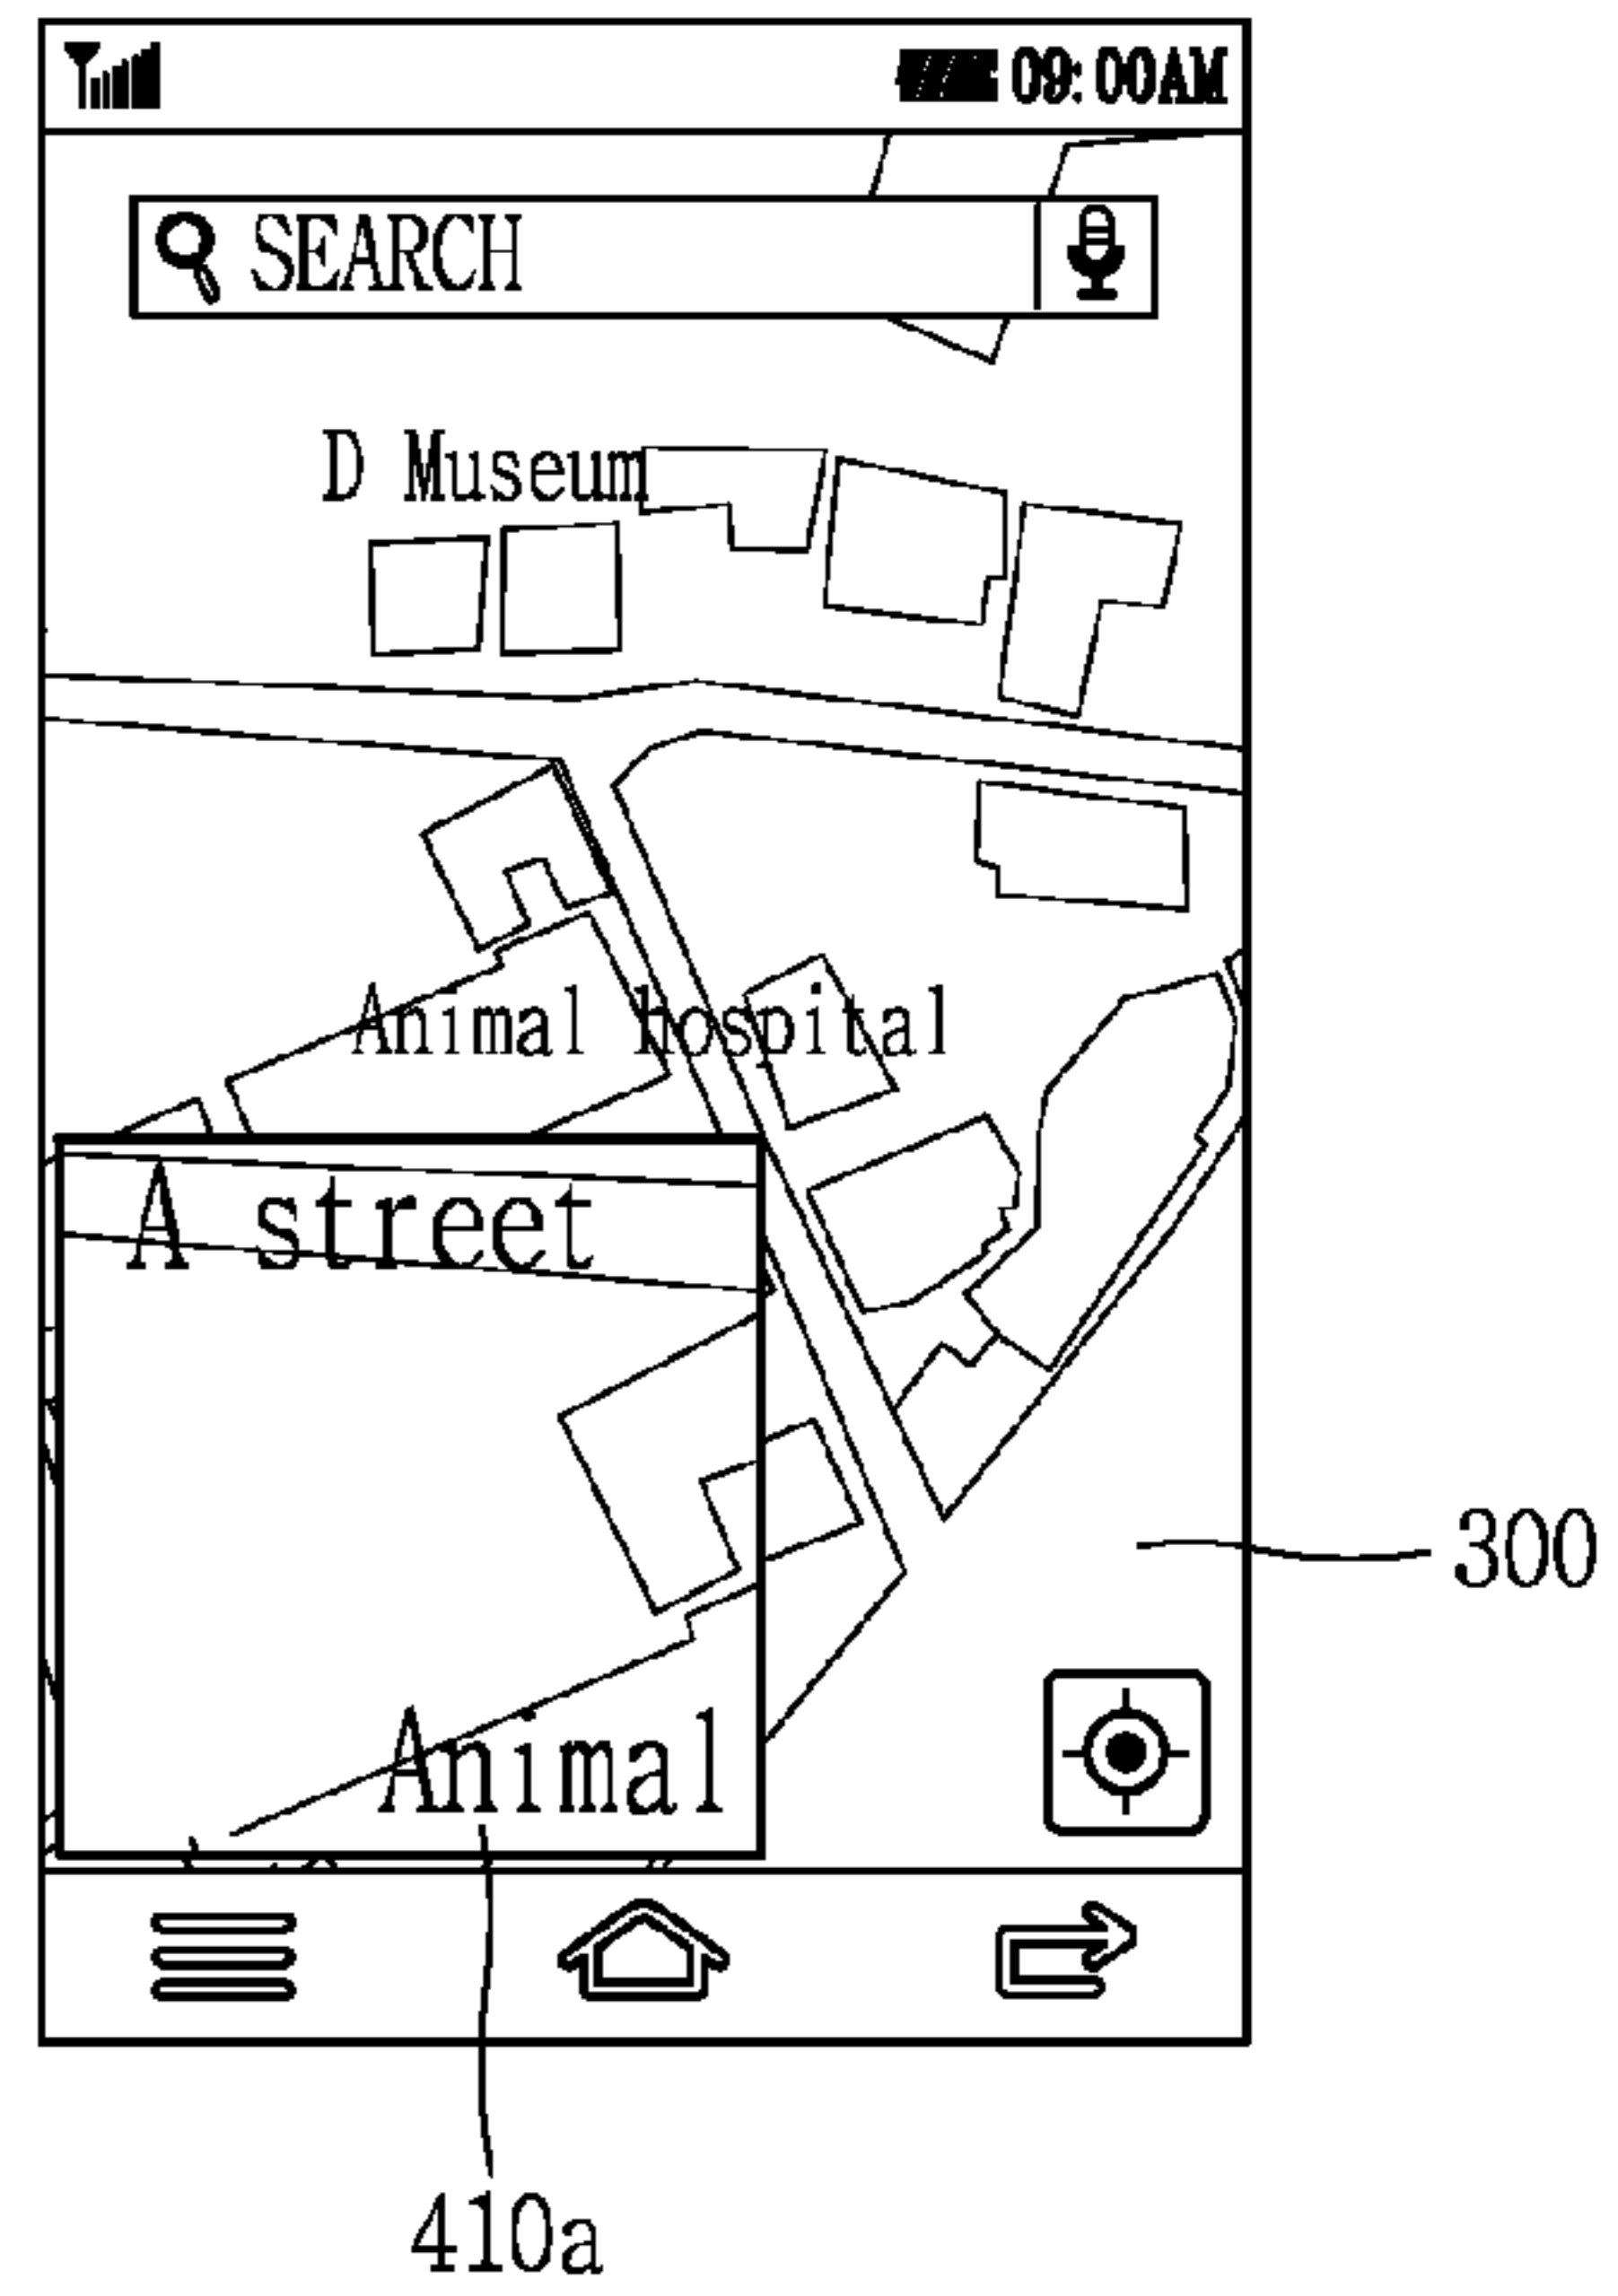 09:00AM
SEARCH
D Museum
Animal hospital
A street
300
Animal
410a